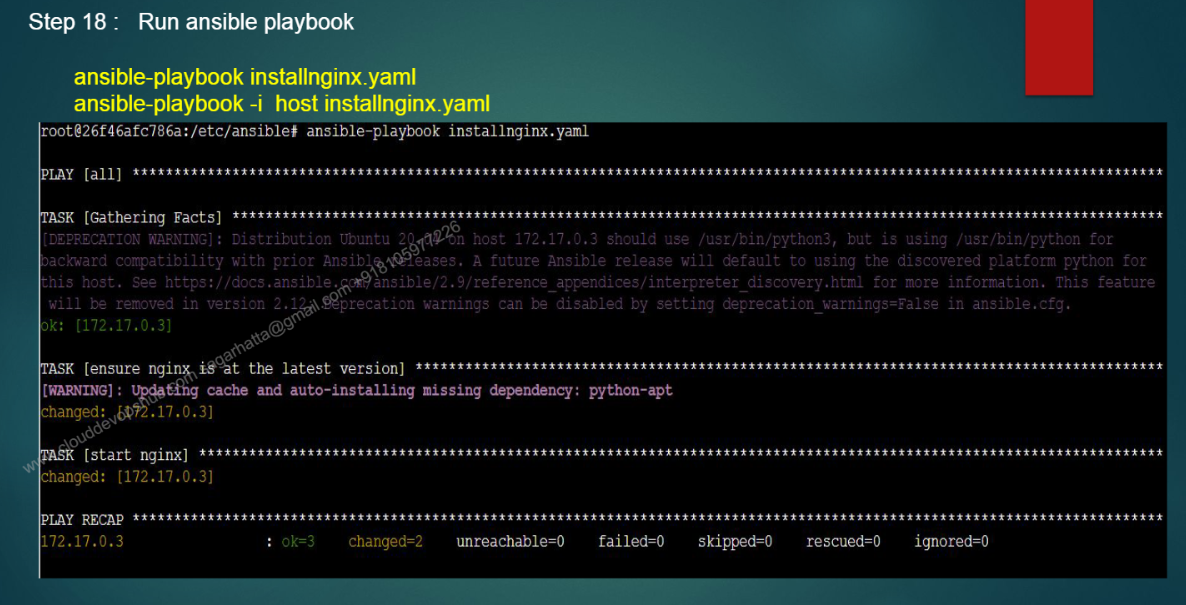 Step 18 : Run ansible playbook
ansible-playbook installnginx.yaml
ansible-playbook -i host installnginx.yaml
root@26f46afc786a:/etc/ansible# ansible-playbook installnginx.yaml
PLAY [all] ****************************************************************************************************************************
TASK [Gathering Facts] ****************************************************************************************************************
[DEPRECATION WARNING]: Distribution Ubuntu 20.04 on host 172.17.0.3 should use /usr/bin/python3, but is using /usr/bin/python for
backward compatibility with prior Ansible releases. A future Ansible release will default to using the discovered platform python for
this host. See https://docs.ansible.com/ansible/2.9/reference_appendices/interpreter_discovery.html for more information. This feature
will be removed in version 2.12. Deprecation warnings can be disabled by setting deprecation_warnings=False in ansible.cfg.
ok: [172.17.0.3]
TASK [ensure nginx is at the latest version] ******************************************************************************************
[WARNING]: Updating cache and auto-installing missing dependency: python-apt
changed: [172.17.0.3]
TASK [start nginx] ********************************************************************************************************************
changed: [172.17.0.3]
PLAY RECAP ****************************************************************************************************************************
172.17.0.3 : ok=3 changed=2 unreachable=0 failed=0 skipped=0 rescued=0 ignored=0